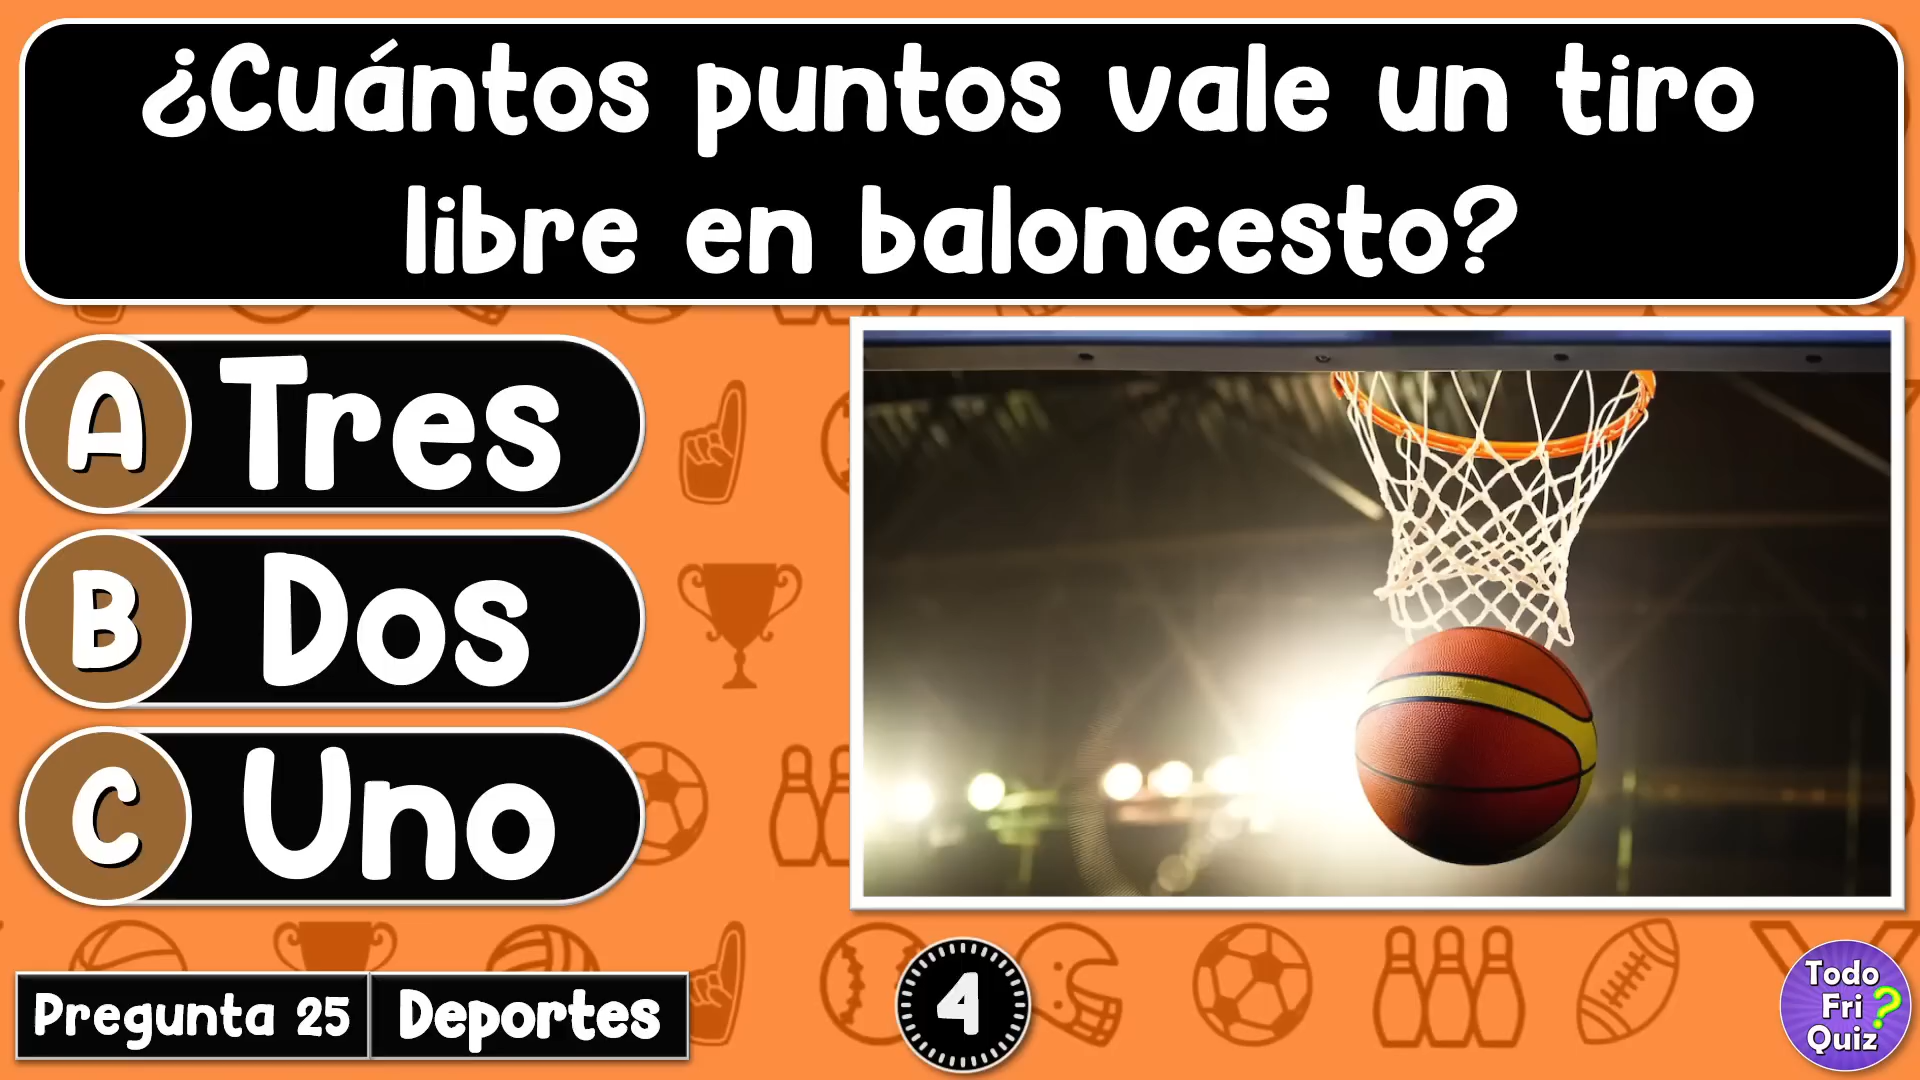 ¿Cuántos puntos vale un tiro
libre en baloncesto?
A Tres
B Dos
C Uno
Pregunta 25 Deportes
4
Todo
Fri
Quiz ?